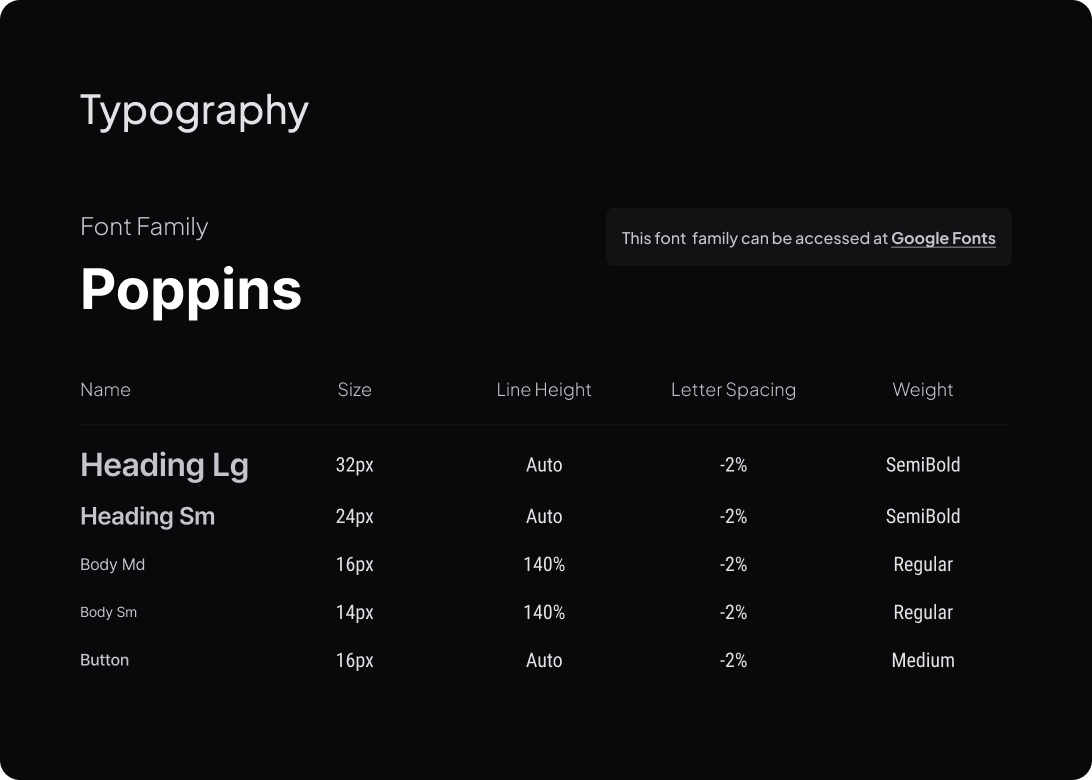 Typography
Font Family
This font family can be accessed at Google Fonts
Poppins
Name Size Line Height Letter Spacing Weight
Heading Lg 32px Auto -2% SemiBold
Heading Sm 24px Auto -2% SemiBold
Body Md 16px 140% -2% Regular
Body Sm 14px 140% -2% Regular
Button 16px Auto -2% Medium